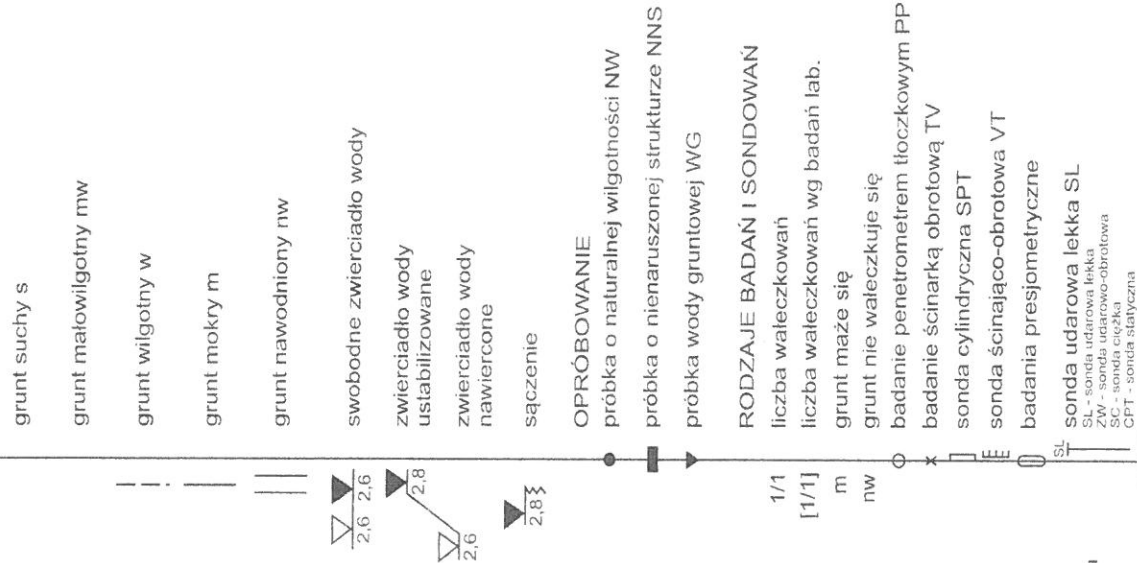 grunt suchy s
grunt małowilgotny mw
grunt wilgotny w
grunt mokry m
grunt nawodniony nw
2,6 2,6 swobodne zwierciadło wody
2,8 zwierciadło wody
ustabilizowane
2,6 zwierciadło wody
nawiercone
2,8 sączenie
OPRÓBOWANIE
próbka o naturalnej wilgotności NW
próbka o nienaruszonej strukturze NNS
próbka wody gruntowej WG
RODZAJE BADAŃ I SONDOWAŃ
1/1 liczba wałeczkowań
[1/1] liczba wałeczkowań wg badań lab.
m grunt maże się
nw grunt nie wałeczkuje się
badanie penetrometrem tłoczkowym PP
badanie ścinarką obrotową TV
sonda cylindryczna SPT
sonda ścinająco-obrotowa VT
badania presjometryczne
SL sonda udarowa lekka SL
SL - sonda udarowa lekka
ZW - sonda udarowo-obrotowa
SC - sonda ciężka
CPT - sonda statyczna